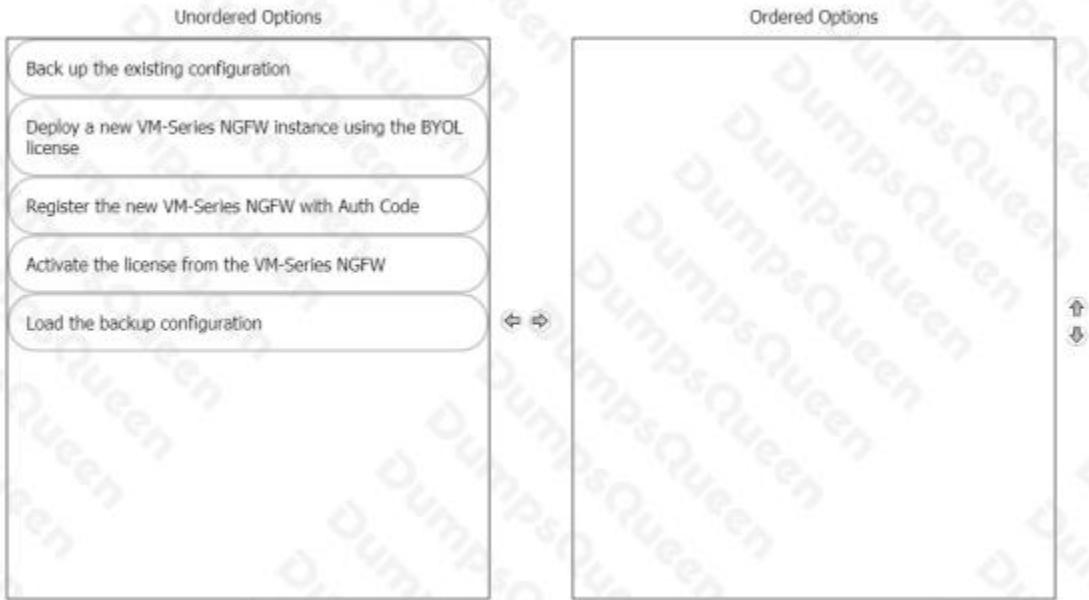 Unordered Options
Ordered Options
Back up the existing configuration
Deploy a new VM-Series NGFW instance using the BYOL
license
Register the new VM-Series NGFW with Auth Code
Activate the license from the VM-Series NGFW
Load the backup configuration
DumpsQueen